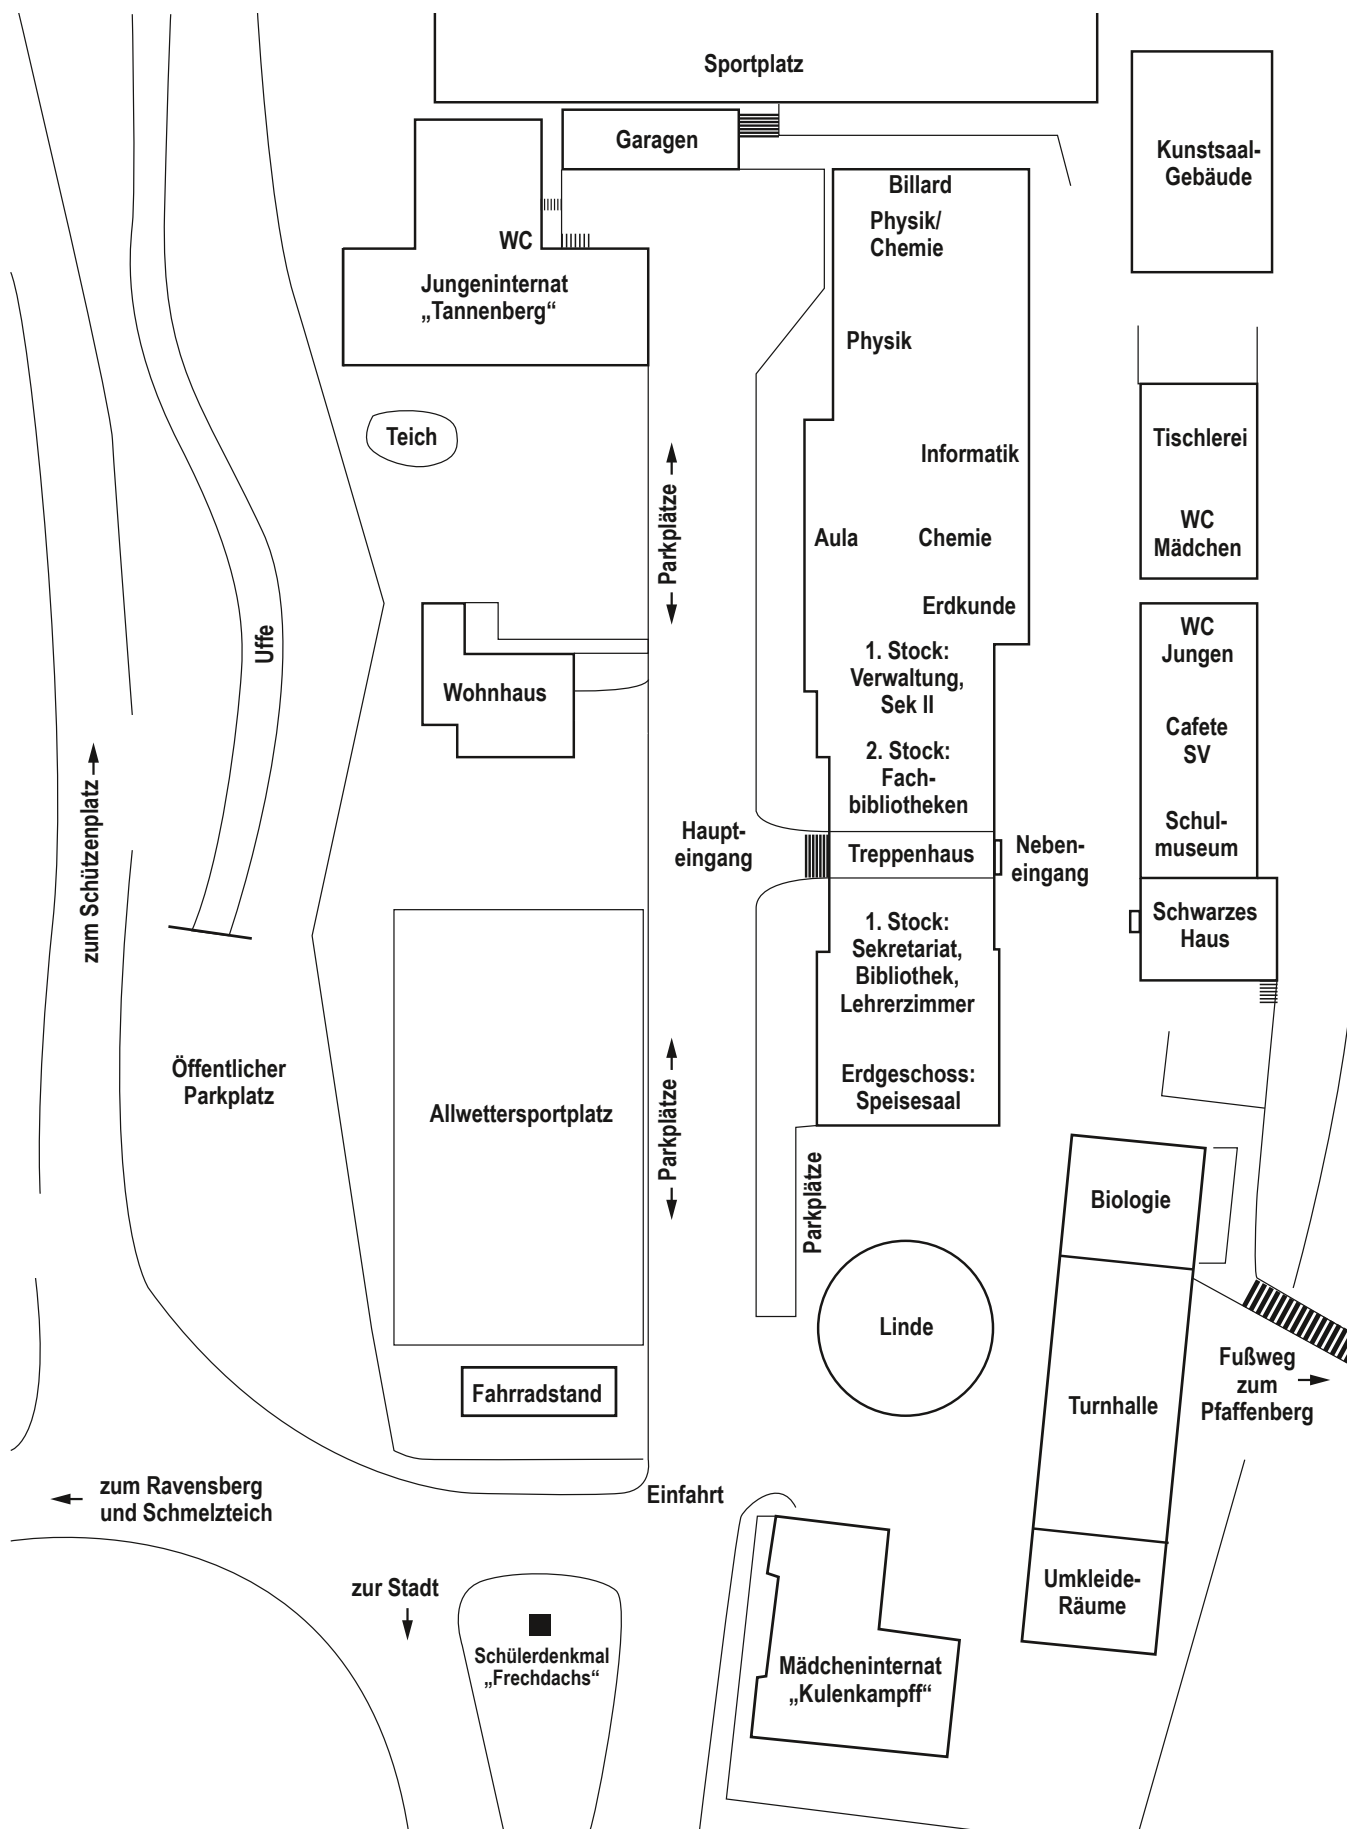 Sportplatz
Garagen
Kunstsaal-
Gebäude
Billard
Physik/
Chemie
WC
Jungeninternat
„Tannenberg“
Physik
Teich
Tischlerei
Informatik
← Parkplätze →
WC
Mädchen
Aula
Chemie
Erdkunde
Uffe
WC
Jungen
1. Stock:
Verwaltung,
Sek II
Wohnhaus
Cafete
SV
2. Stock:
Fach-
bibliotheken
zum Schützenplatz →
Schul-
museum
Haupt-
eingang
Treppenhaus
Neben-
eingang
Schwarzes
Haus
1. Stock:
Sekretariat,
Bibliothek,
Lehrerzimmer
Öffentlicher
Parkplatz
Erdgeschoss:
Speisesaal
Allwettersportplatz
← Parkplätze →
Parkplätze
Biologie
Linde
Fußweg
zum →
Pfaffenberg
Fahrradstand
Turnhalle
← zum Ravensberg
und Schmelzteich
Einfahrt
zur Stadt
↓
Umkleide-
Räume
Schülerdenkmal
„Frechdachs“
Mädcheninternat
„Kulenkampff“